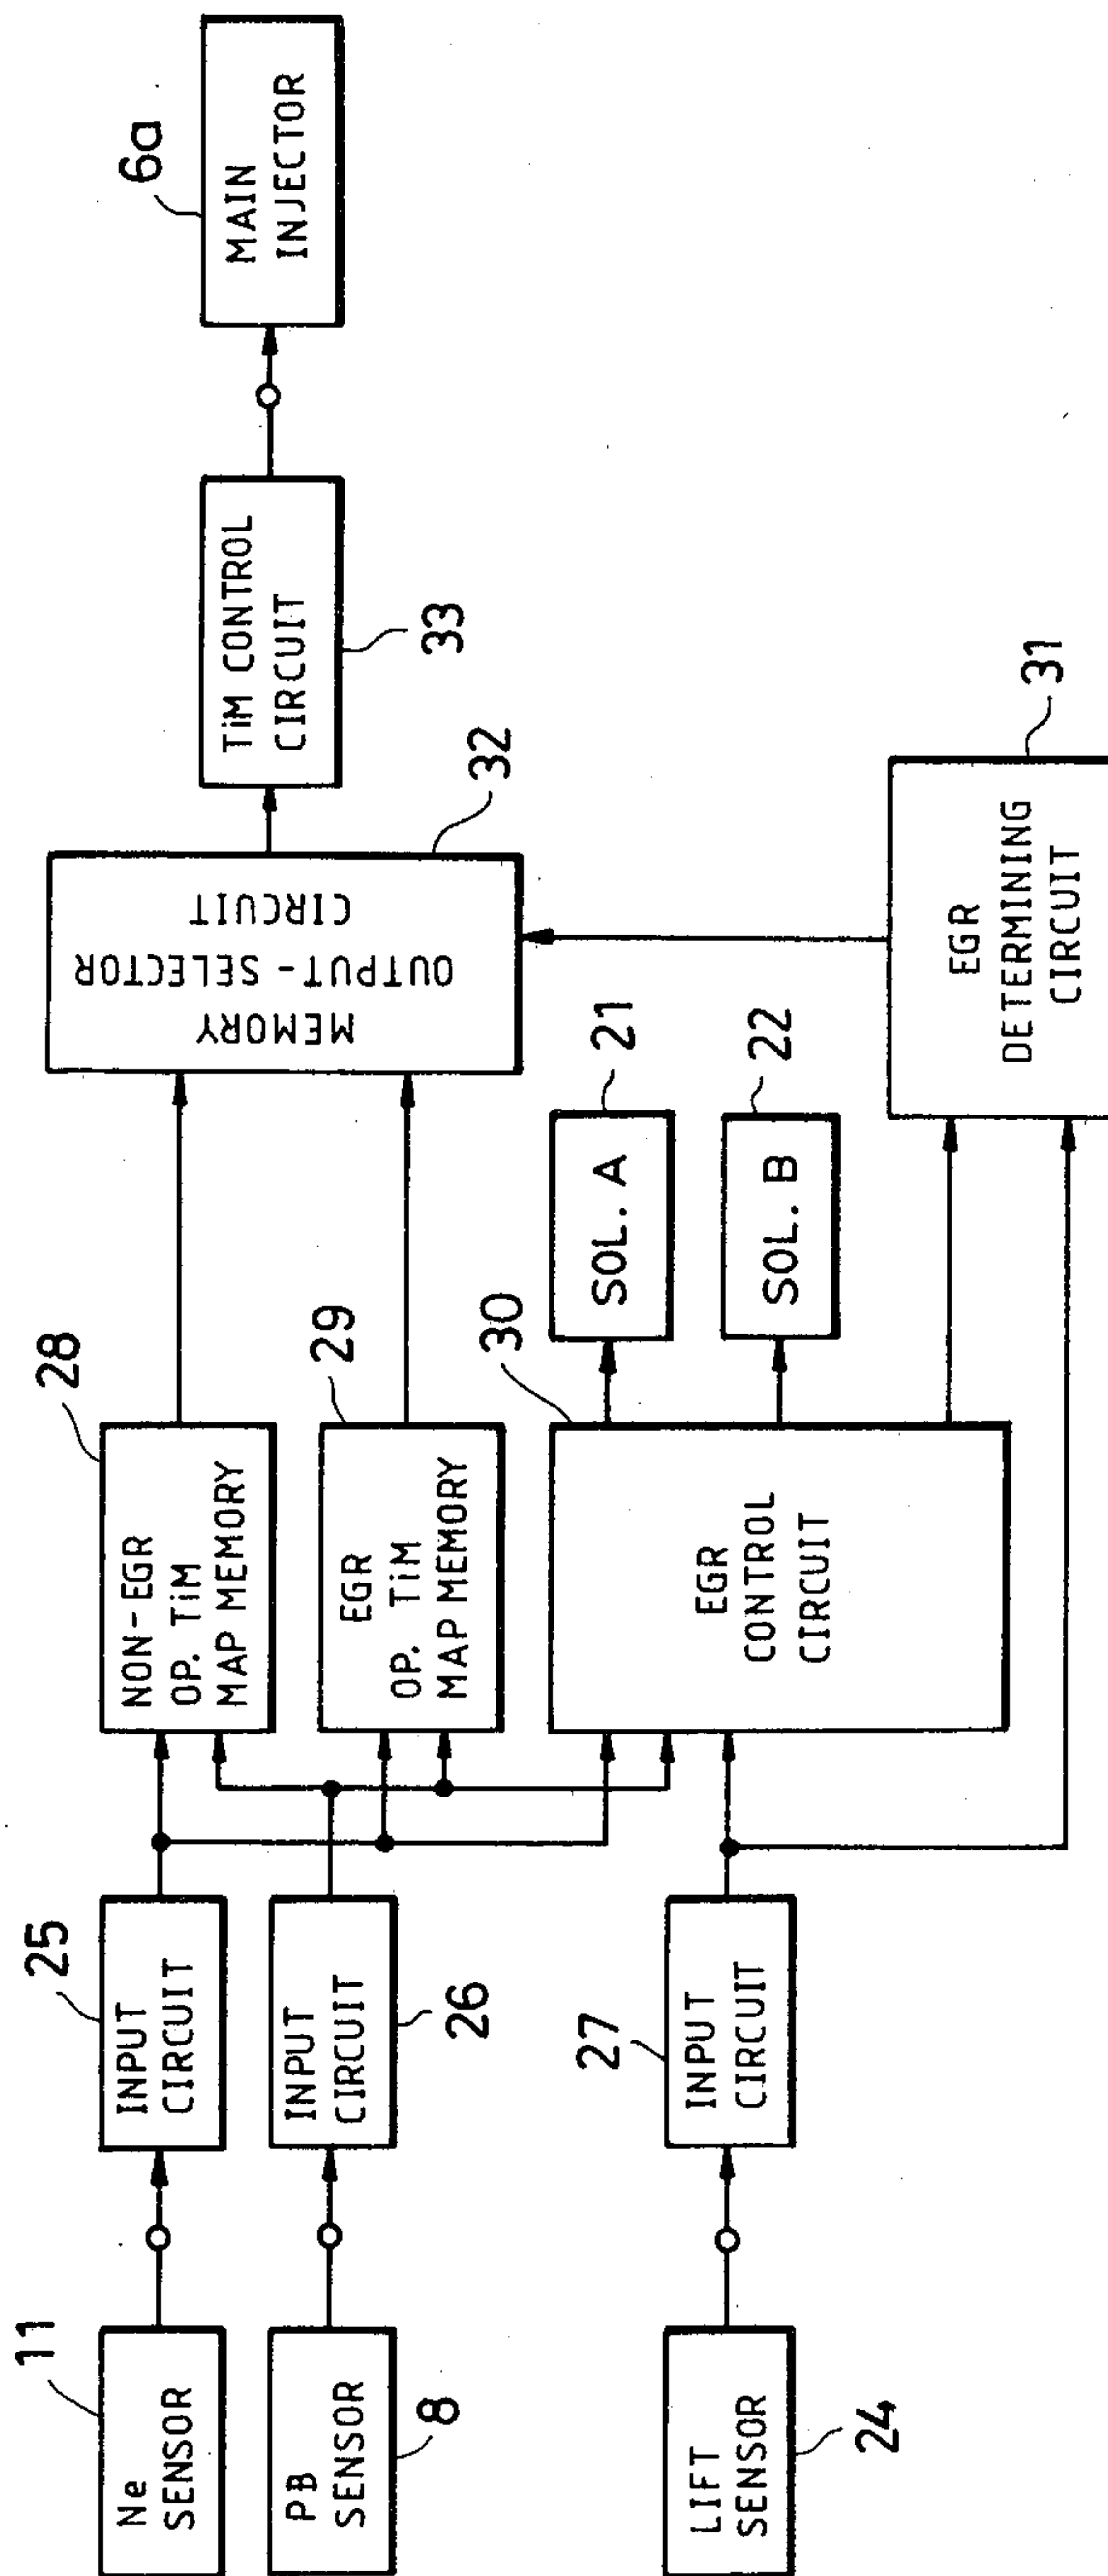 11
Ne
SENSOR
25
INPUT
CIRCUIT
28
NON-EGR
OP. TiM
MAP MEMORY
MEMORY
OUTPUT-SELECTOR
CIRCUIT
32
TiM CONTROL
CIRCUIT
33
6a
MAIN
INJECTOR
PB
SENSOR
8
INPUT
CIRCUIT
26
29
EGR
OP. TiM
MAP MEMORY
LIFT
SENSOR
24
27
INPUT
CIRCUIT
30
EGR
CONTROL
CIRCUIT
SOL. A
21
SOL. B
22
EGR
DETERMINING
CIRCUIT
31